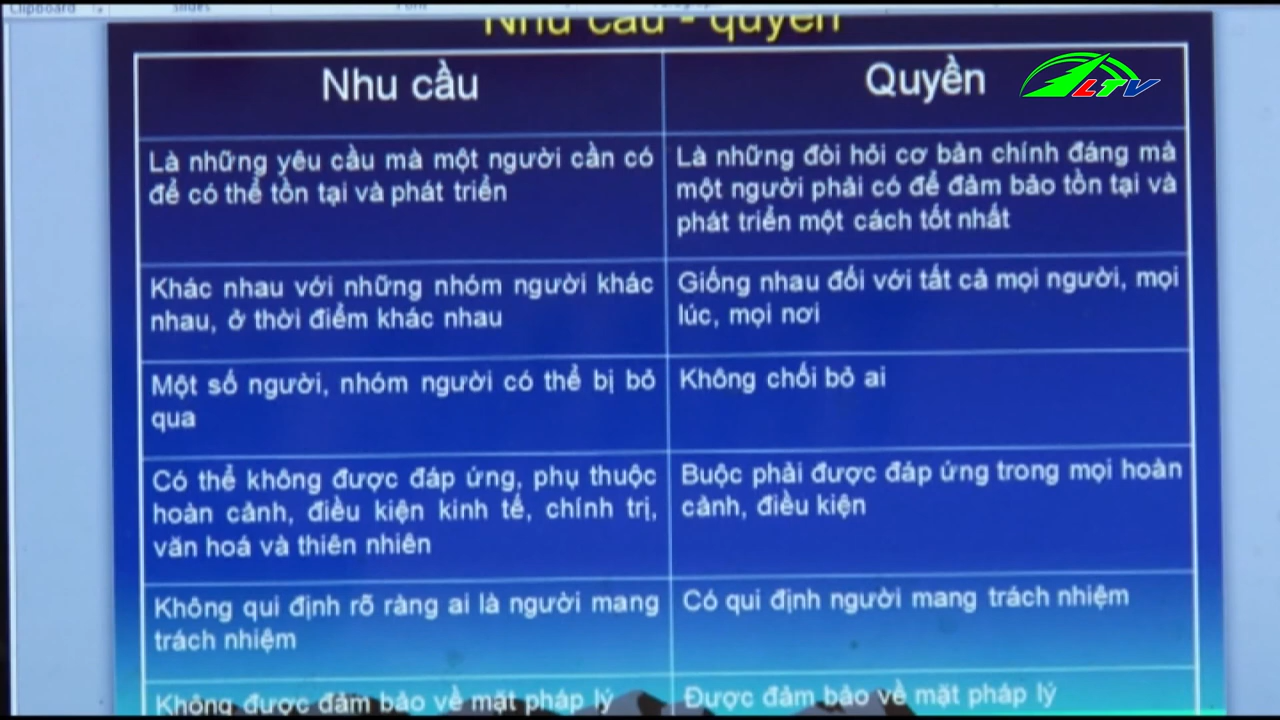 Clipboard
Slides
Nhu cầu - quyền
Nhu cầu
Quyền
LTV
Là những yêu cầu mà một người cần có
để có thể tồn tại và phát triển
Là những đòi hỏi cơ bản chính đáng mà
một người phải có để đảm bảo tồn tại và
phát triển một cách tốt nhất
Khác nhau với những nhóm người khác
nhau, ở thời điểm khác nhau
Giống nhau đối với tất cả mọi người, mọi
lúc, mọi nơi
Một số người, nhóm người có thể bị bỏ
qua
Không chối bỏ ai
Có thể không được đáp ứng, phụ thuộc
hoàn cảnh, điều kiện kinh tế, chính trị,
văn hoá và thiên nhiên
Buộc phải được đáp ứng trong mọi hoàn
cảnh, điều kiện
Không qui định rõ ràng ai là người mang
trách nhiệm
Có qui định người mang trách nhiệm
Không được đảm bảo về mặt pháp lý
Được đảm bảo về mặt pháp lý